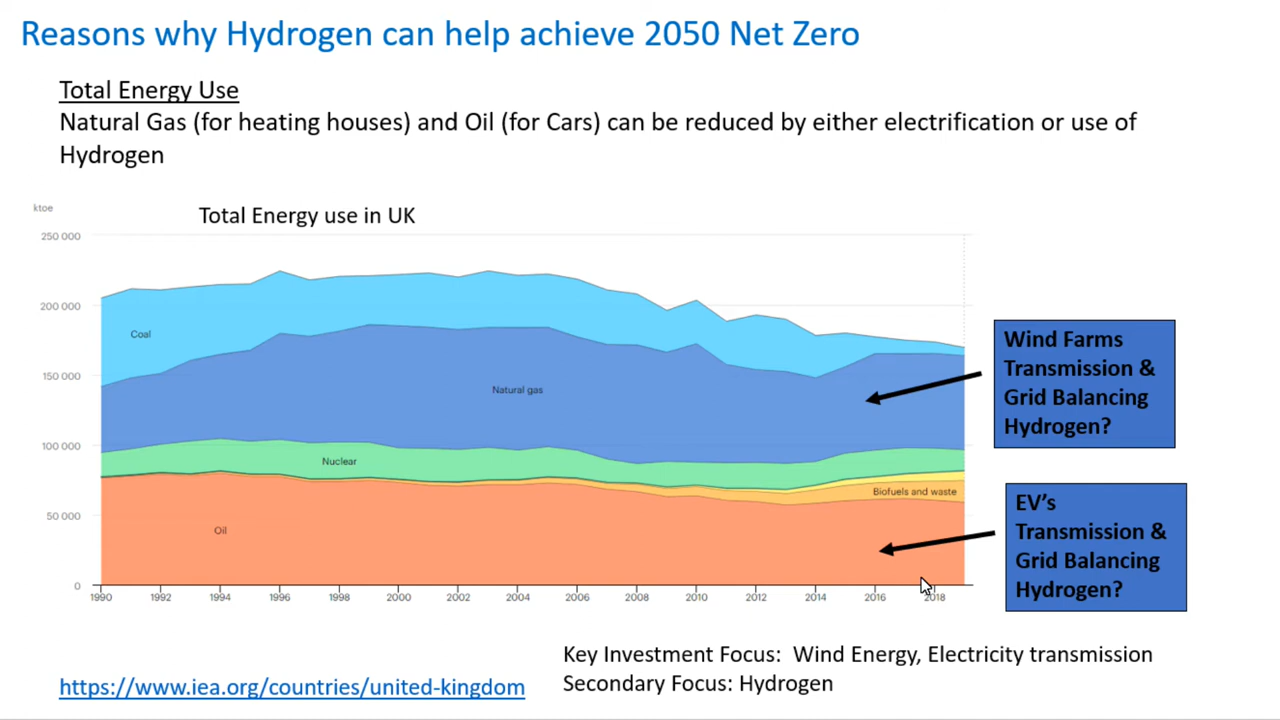 Reasons why Hydrogen can help achieve 2050 Net Zero
Total Energy Use
Natural Gas (for heating houses) and Oil (for Cars) can be reduced by either electrification or use of
Hydrogen
ktoe
Total Energy use in UK
250 000
200 000
150 000
100 000
50 000
0
Coal
Natural gas
Nuclear
Biofuels and waste
Oil
1990 1992 1994 1996 1998 2000 2002 2004 2006 2008 2010 2012 2014 2016 2018
Wind Farms
Transmission &
Grid Balancing
Hydrogen?
EV's
Transmission &
Grid Balancing
Hydrogen?
Key Investment Focus: Wind Energy, Electricity transmission
Secondary Focus: Hydrogen
https://www.iea.org/countries/united-kingdom